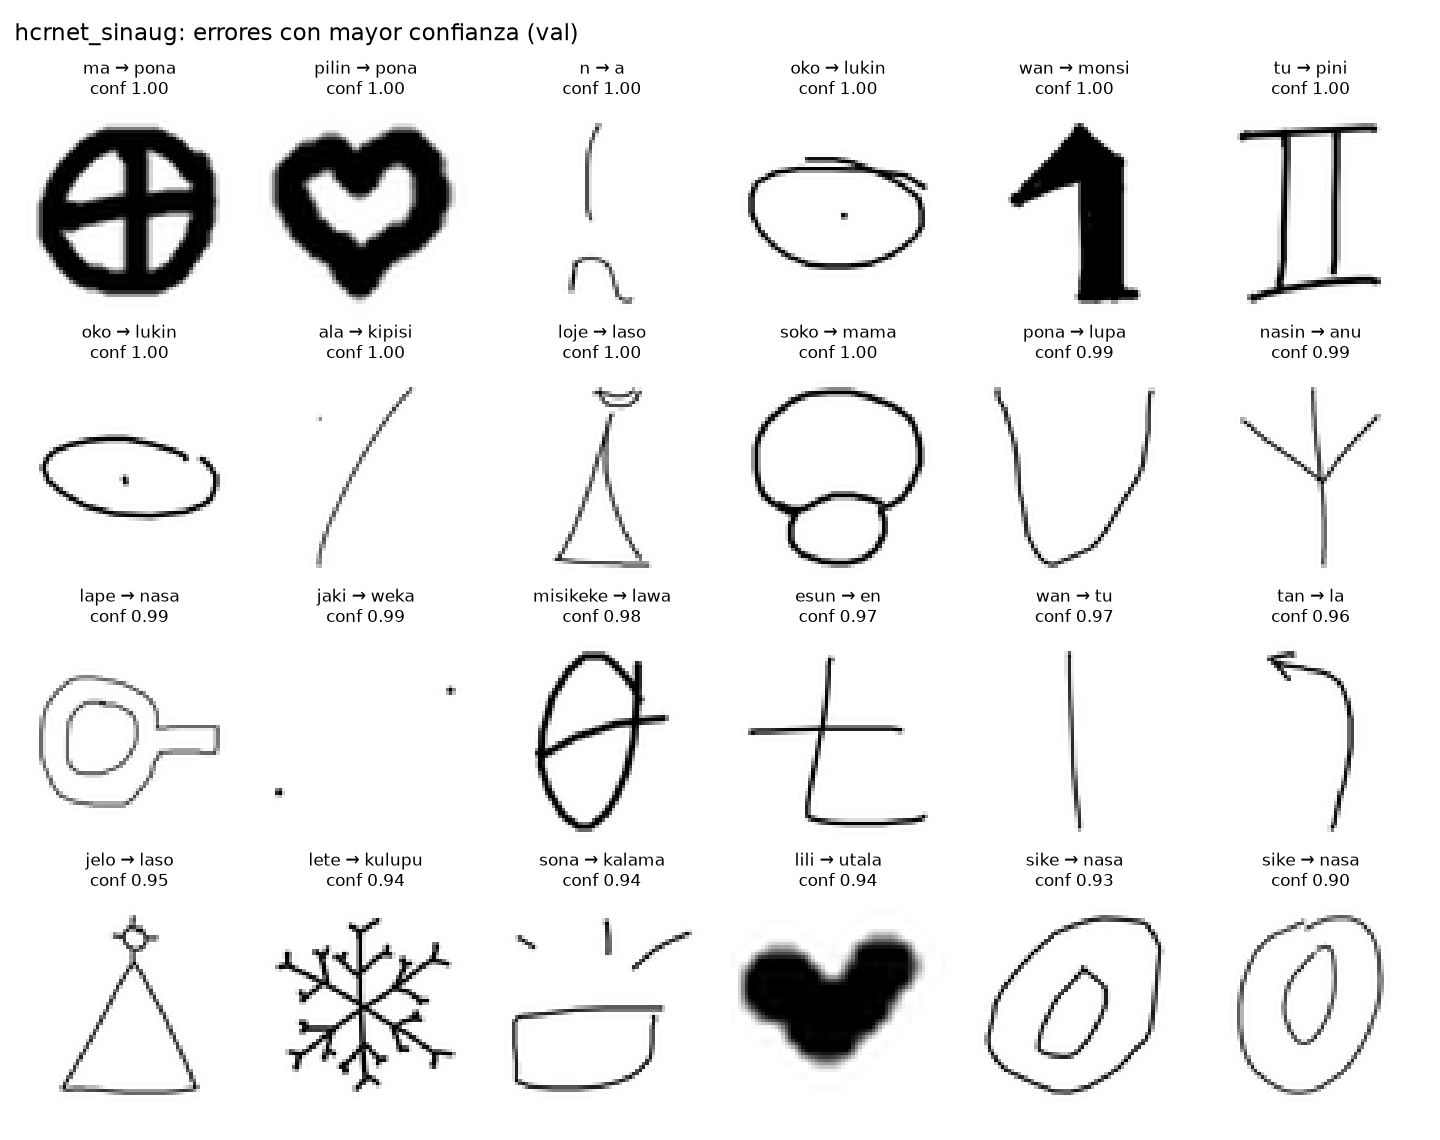 hcrnet_sinaug: errores con mayor confianza (val)
ma → pona
conf 1.00
pilin → pona
conf 1.00
n → a
conf 1.00
oko → lukin
conf 1.00
wan → monsi
conf 1.00
tu → pini
conf 1.00
oko → lukin
conf 1.00
ala → kipisi
conf 1.00
loje → laso
conf 1.00
soko → mama
conf 1.00
pona → lupa
conf 0.99
nasin → anu
conf 0.99
lape → nasa
conf 0.99
jaki → weka
conf 0.99
misikeke → lawa
conf 0.98
esun → en
conf 0.97
wan → tu
conf 0.97
tan → la
conf 0.96
jelo → laso
conf 0.95
lete → kulupu
conf 0.94
sona → kalama
conf 0.94
lili → utala
conf 0.94
sike → nasa
conf 0.93
sike → nasa
conf 0.90